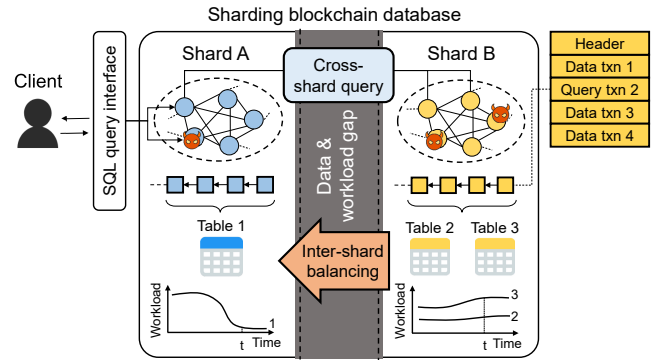 Sharding blockchain database
Client
SQL query interface
Shard A
Cross-
shard query
Shard B
Header
Data txn 1
Query txn 2
Data txn 3
Data txn 4
Data &
workload gap
Table 1
Table 2
Table 3
Inter-shard
balancing
Workload
1
t
Time
Workload
3
2
t
Time